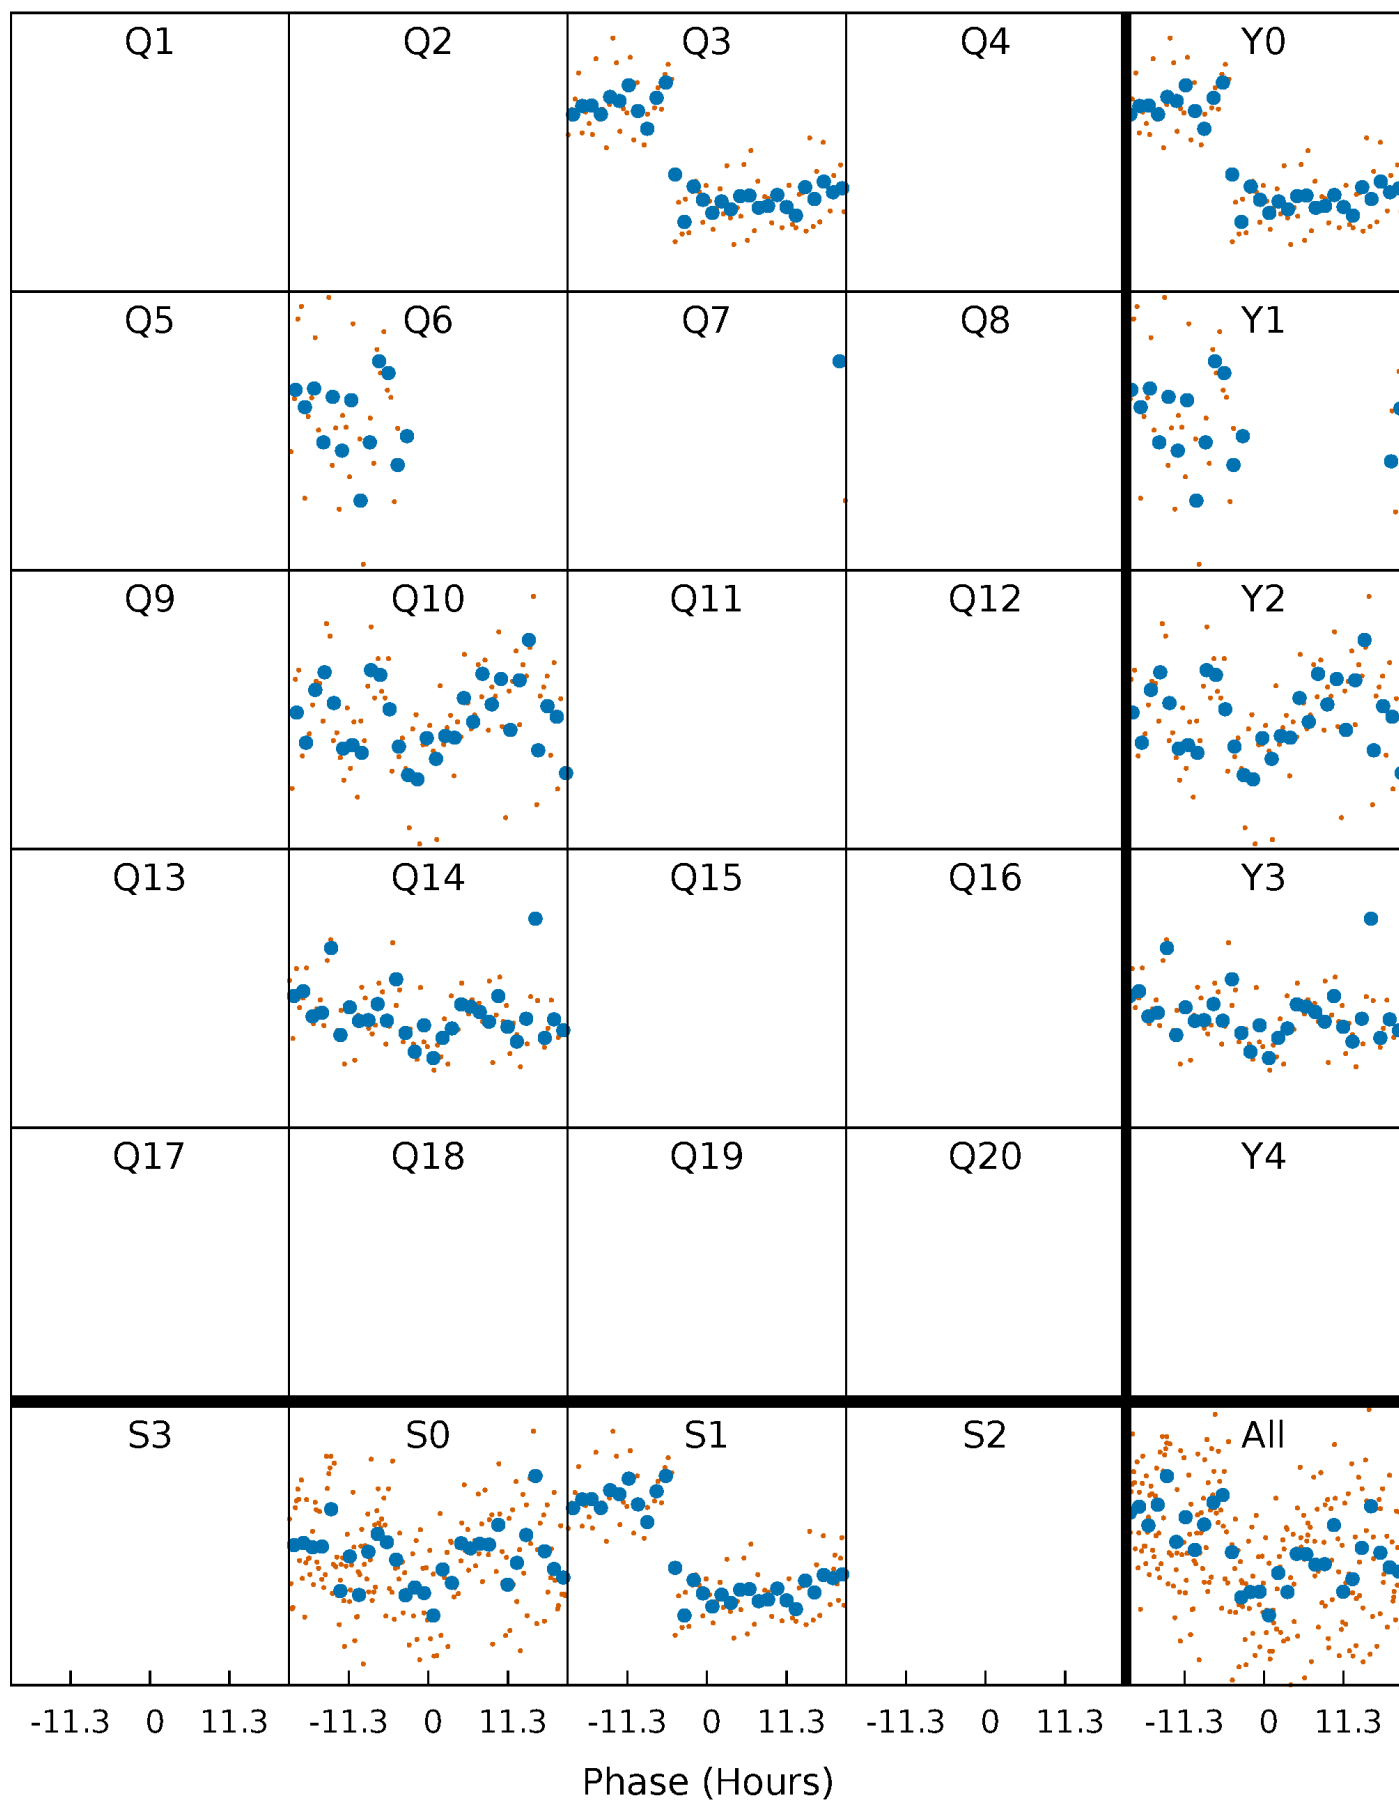 Q1 Q2 Q3 Q4 Y0
Q5 Q6 Q7 Q8 Y1
Q9 Q10 Q11 Q12 Y2
Q13 Q14 Q15 Q16 Y3
Q17 Q18 Q19 Q20 Y4
S3 S0 S1 S2 All
-11.3 0 11.3 -11.3 0 11.3 -11.3 0 11.3 -11.3 0 11.3 -11.3 0 11.3
Phase (Hours)